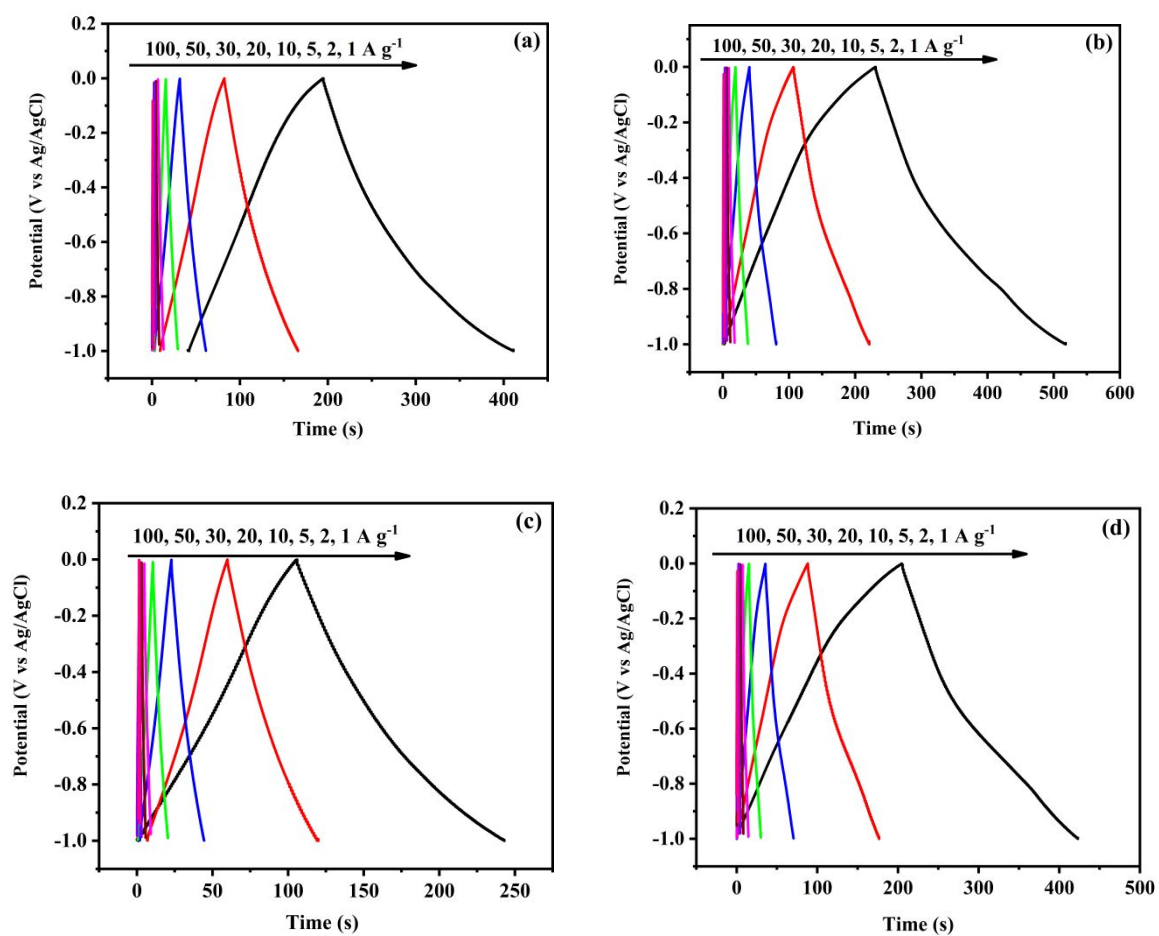 (a)
100, 50, 30, 20, 10, 5, 2, 1 A g⁻¹
0.2
0.0
-0.2
-0.4
-0.6
-0.8
-1.0
Potential (V vs Ag/AgCl)
0 100 200 300 400
Time (s)
(b)
100, 50, 30, 20, 10, 5, 2, 1 A g⁻¹
0.2
0.0
-0.2
-0.4
-0.6
-0.8
-1.0
Potential (V vs Ag/AgCl)
0 100 200 300 400 500 600
Time (s)
(c)
100, 50, 30, 20, 10, 5, 2, 1 A g⁻¹
0.2
0.0
-0.2
-0.4
-0.6
-0.8
-1.0
Potential (V vs Ag/AgCl)
0 50 100 150 200 250
Time (s)
(d)
100, 50, 30, 20, 10, 5, 2, 1 A g⁻¹
0.2
0.0
-0.2
-0.4
-0.6
-0.8
-1.0
Potential (V vs Ag/AgCl)
0 100 200 300 400 500
Time (s)